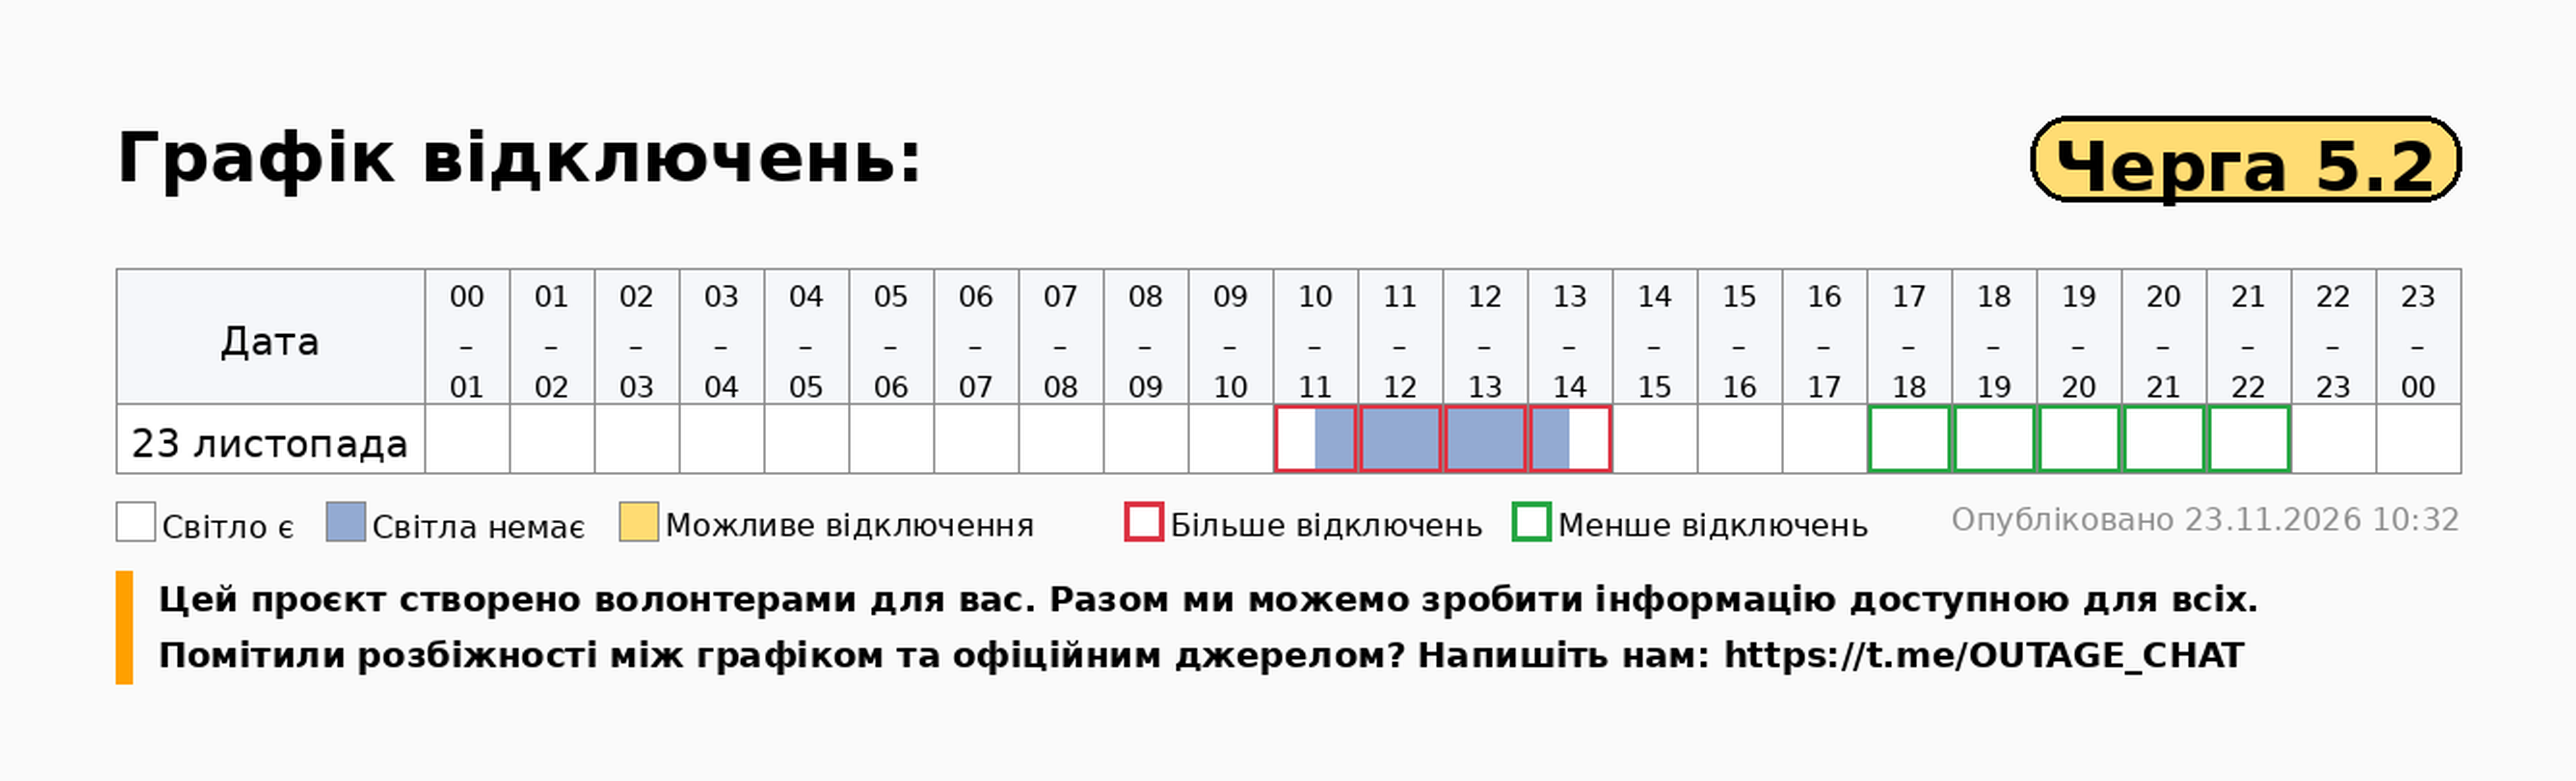 Графік відключень:
Черга 5.2
Дата 00 – 01 01 – 02 02 – 03 03 – 04 04 – 05 05 – 06 06 – 07 07 – 08 08 – 09 09 – 10 10 – 11 11 – 12 12 – 13 13 – 14 14 – 15 15 – 16 16 – 17 17 – 18 18 – 19 19 – 20 20 – 21 21 – 22 22 – 23 23 – 00
23 листопада
Світло є Світла немає Можливе відключення Більше відключень Менше відключень Опубліковано 23.11.2026 10:32
Цей проєкт створено волонтерами для вас. Разом ми можемо зробити інформацію доступною для всіх.
Помітили розбіжності між графіком та офіційним джерелом? Напишіть нам: https://t.me/OUTAGE_CHAT